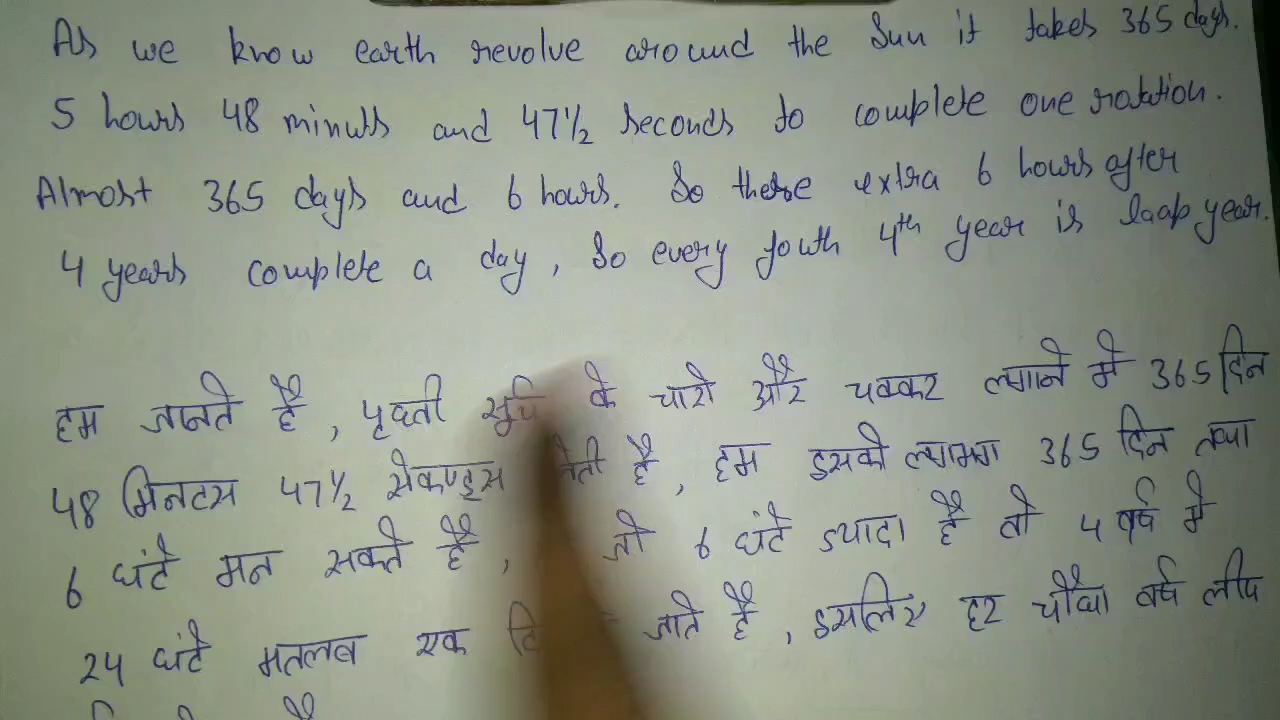 As we know earth revolve around the Sun it takes 365 days.
5 hours 48 minuts and 47½ seconds to complete one rotation.
Almost 365 days and 6 hours. So these extra 6 hours after
4 years complete a day, So every fouth 4th year is leap year.
हम जानते है, पृथ्वी सूर्य के चारो और चक्कर लगाने मे 365 दिन
48 मिनटस 47½ सेकण्ड्स लेती है, हम इसको लगभग 365 दिन तथा
6 घंटे मन सकते है, जो 6 घंटे ज्यादा है तो 4 वर्ष मे
24 घंटे मतलब एक जाते है, इसलिए हर चौथा वर्ष लीप